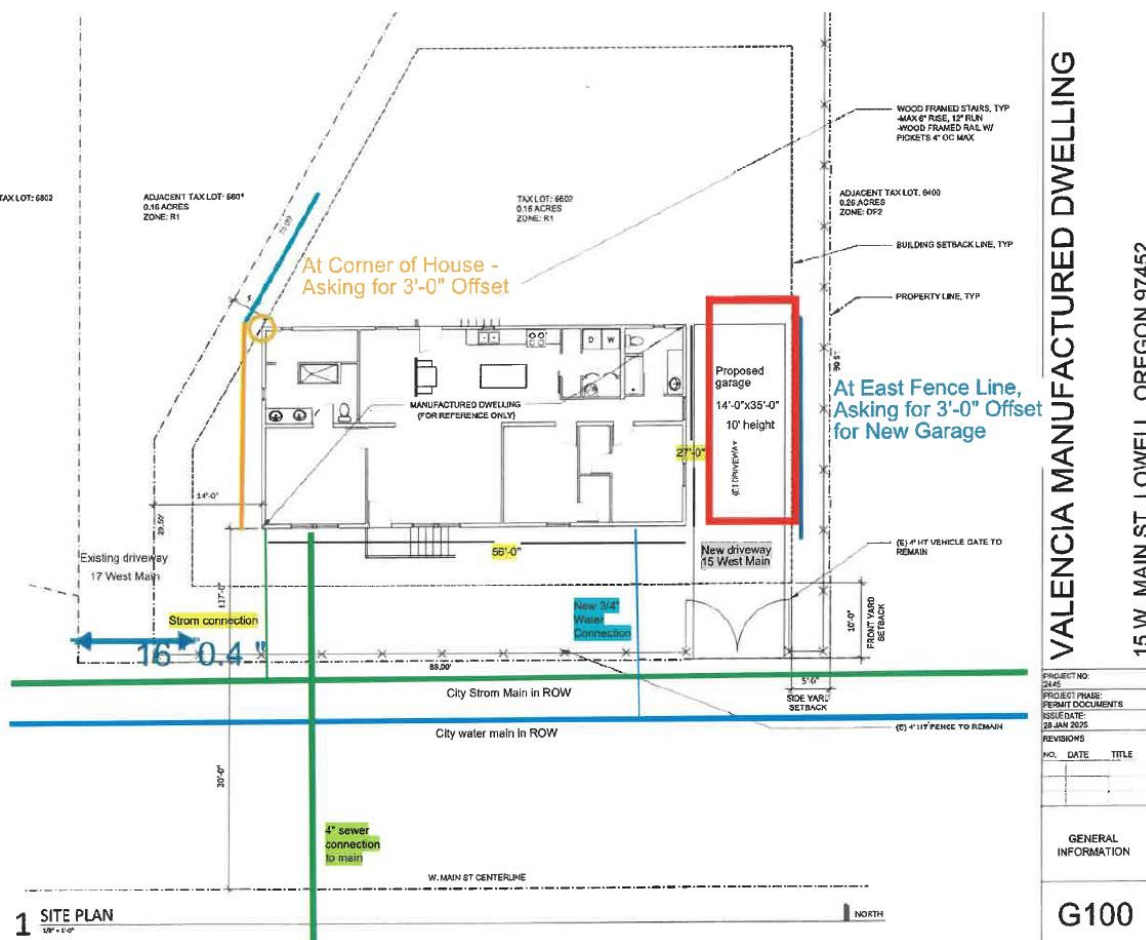 TAX LOT: 6802
ADJACENT TAX LOT:
0.16 ACRES
ZONE: R1
TAX LOT: 6602
0.16 ACRES
ZONE: R1
WOOD FRAMED STAIRS, TYP
-MAX 6" RISE, 12" RUN
-WOOD FRAMED RAIL W/
PICKETS 4" OC MAX
ADJACENT TAX LOT. 6400
0.26 ACRES
ZONE: DR2
BUILDING SETBACK LINE, TYP
PROPERTY LINE, TYP
At Corner of House -
Asking for 3'-0" Offset
D W
MANUFACTURED DWELLING
(FOR REFERENCE ONLY)
Proposed
garage
14'-0"x35'-0"
10' height
(E) DRIVEWAY
27'-0"
At East Fence Line,
Asking for 3'-0" Offset
for New Garage
14'-0"
Existing driveway
17 West Main
56'-0"
New driveway
15 West Main
(E) 4' HT VEHICLE GATE TO
REMAIN
Strom connection
New 3/4"
Water
Connection
10'-0"
FRONT YARD
SETBACK
16' 0.4 "
89.00'
City Strom Main in ROW
5'-0"
SIDE YARD
SETBACK
City water main in ROW
(E) 4' HT FENCE TO REMAIN
30'-0"
4" sewer
connection
to main
W. MAIN ST CENTERLINE
1 SITE PLAN
1/8" = 1'-0"
NORTH
VALENCIA MANUFACTURED DWELLING
15 W. MAIN ST, LOWELL, OREGON 97452
PROJECT NO:
2445
PROJECT PHASE:
PERMIT DOCUMENTS
ISSUE DATE:
28 JAN 2025
REVISIONS
NO. DATE TITLE
GENERAL
INFORMATION
G100